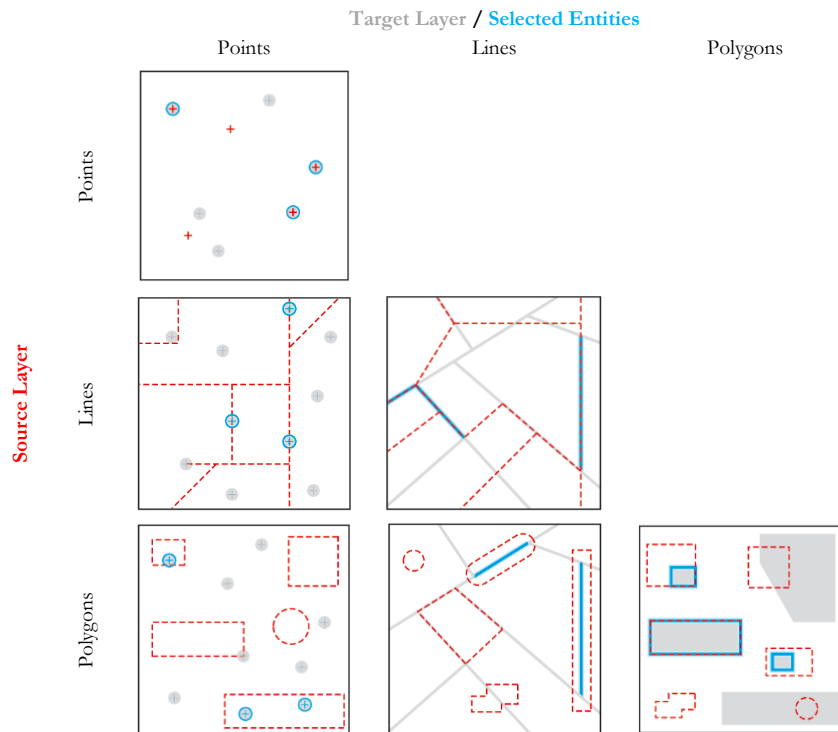 Target Layer / Selected Entities
Points Lines Polygons
Points
Source Layer
Lines
Polygons